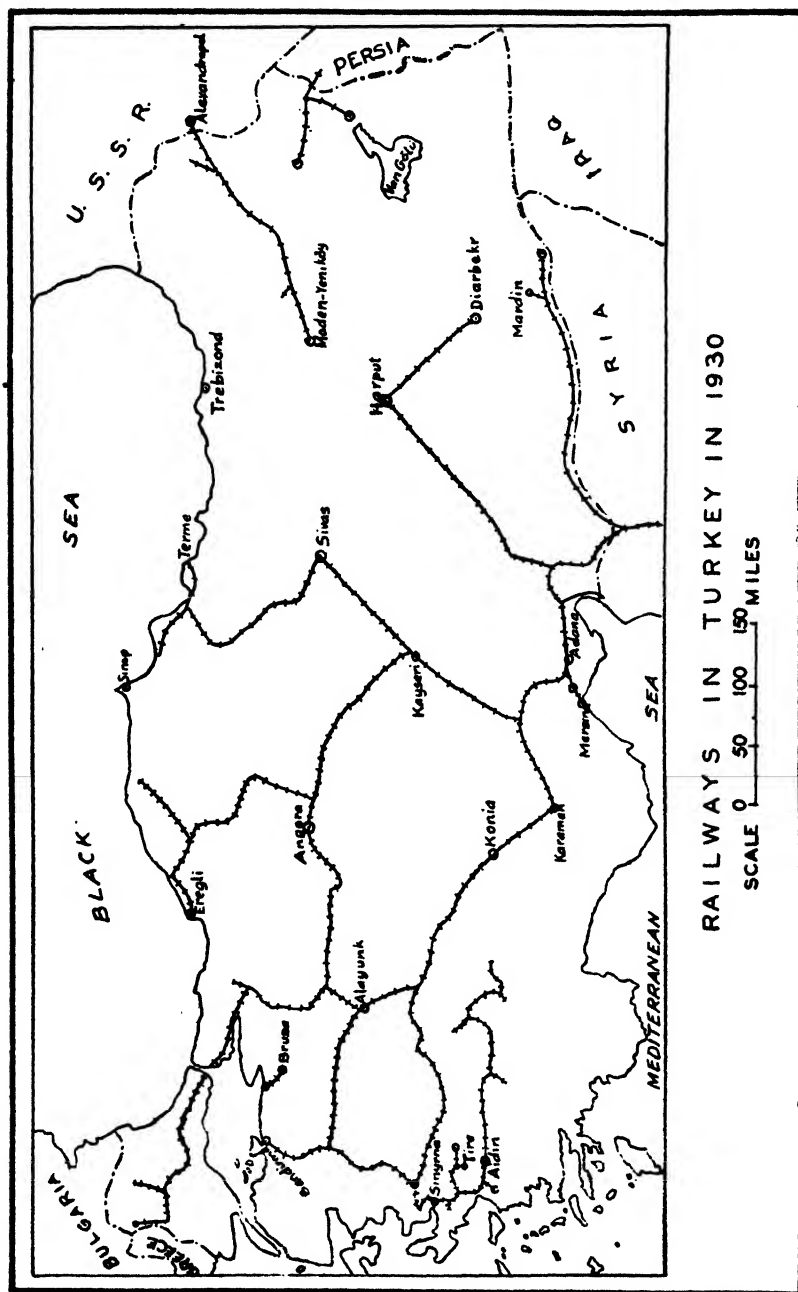 BULGARIA
GREECE
BLACK
SEA
U. S. S. R.
Alexandropol
PERSIA
Sinop
Terme
Trebizond
Eregli
Maden-Yeniköy
Van Gölü
Brusa
Angora
Sivas
Alayunk
Harput
Kayseri
Diarbekr
Smyrna
Tire
Aidin
Konia
Mardin
IRAQ
Karaman
Adana
SYRIA
MEDITERRANEAN
SEA
RAILWAYS IN TURKEY IN 1930
SCALE 0 50 100 150
MILES